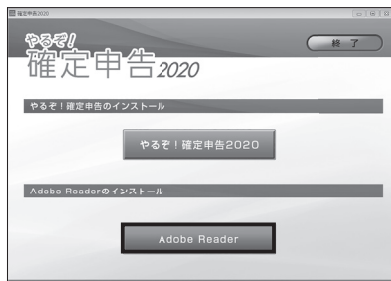 確定申告2020
やるぞ!
終 了
確定申告2020
やるぞ!確定申告のインストール
やるぞ!確定申告2020
Adobe Readerのインストール
Adobe Reader